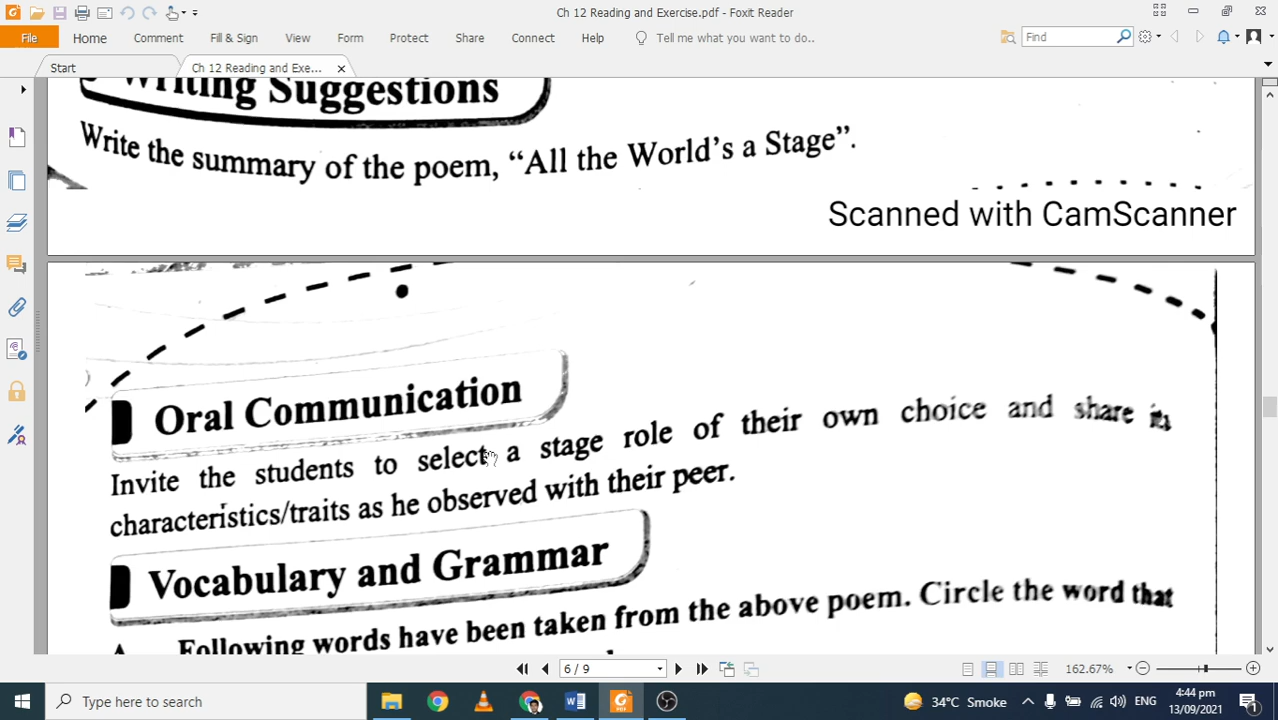 Ch 12 Reading and Exercise.pdf - Foxit Reader
File Home Comment Fill & Sign View Form Protect Share Connect Help Tell me what you want to do.. Find
Start Ch 12 Reading and Exe...
Writing Suggestions
Write the summary of the poem, “All the World's a Stage”.
Scanned with CamScanner
Oral Communication
Invite the students to select a stage role of their own choice and share its
characteristics/traits as he observed with their peer.
Vocabulary and Grammar
A Following words have been taken from the above poem. Circle the word that
6 / 9 162.67%
Type here to search 34°C Smoke ENG 4:44 pm
13/09/2021